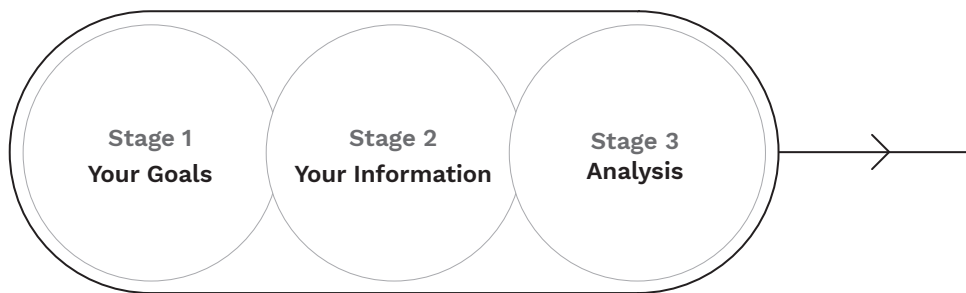 Stage 1
Your Goals
Stage 2
Your Information
Stage 3
Analysis